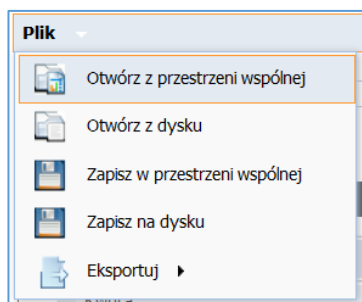 Plik
Otwórz z przestrzeni wspólnej
Otwórz z dysku
Zapisz w przestrzeni wspólnej
Zapisz na dysku
Eksportuj